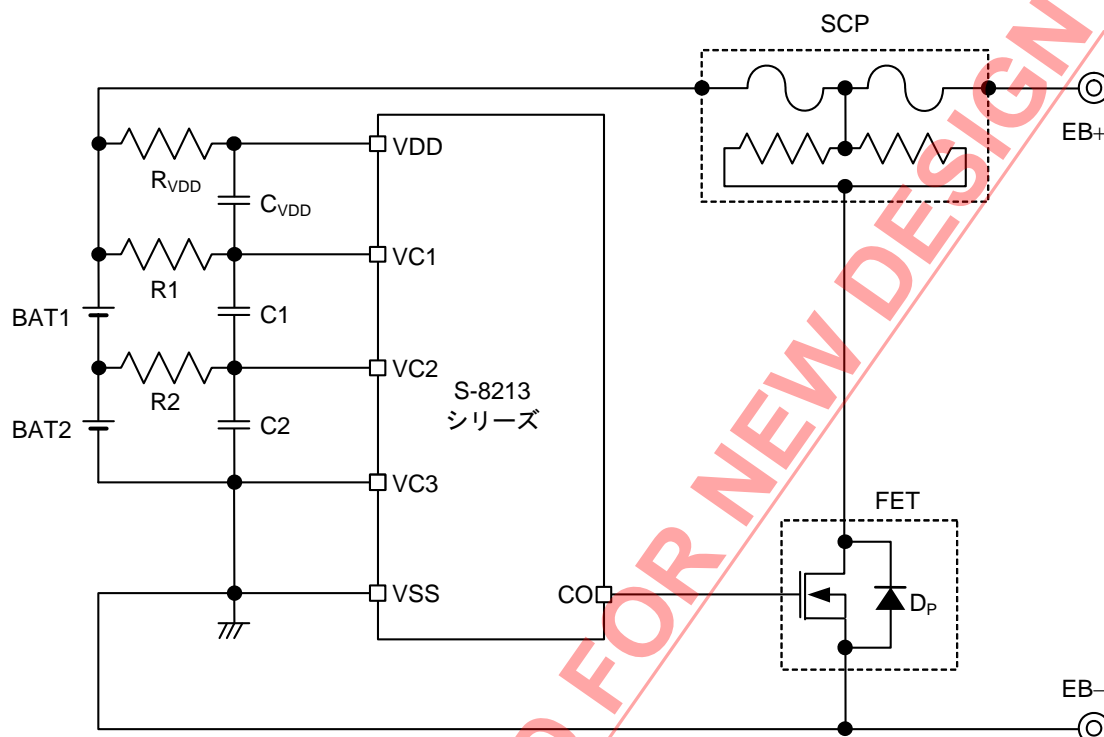 SCP
EB+
VDD
RVDD
CVDD
VC1
R1
BAT1
C1
VC2
R2
S-8213
シリーズ
BAT2
C2
VC3
FET
VSS
CO
DP
EB−
FOR NEW DESIGN